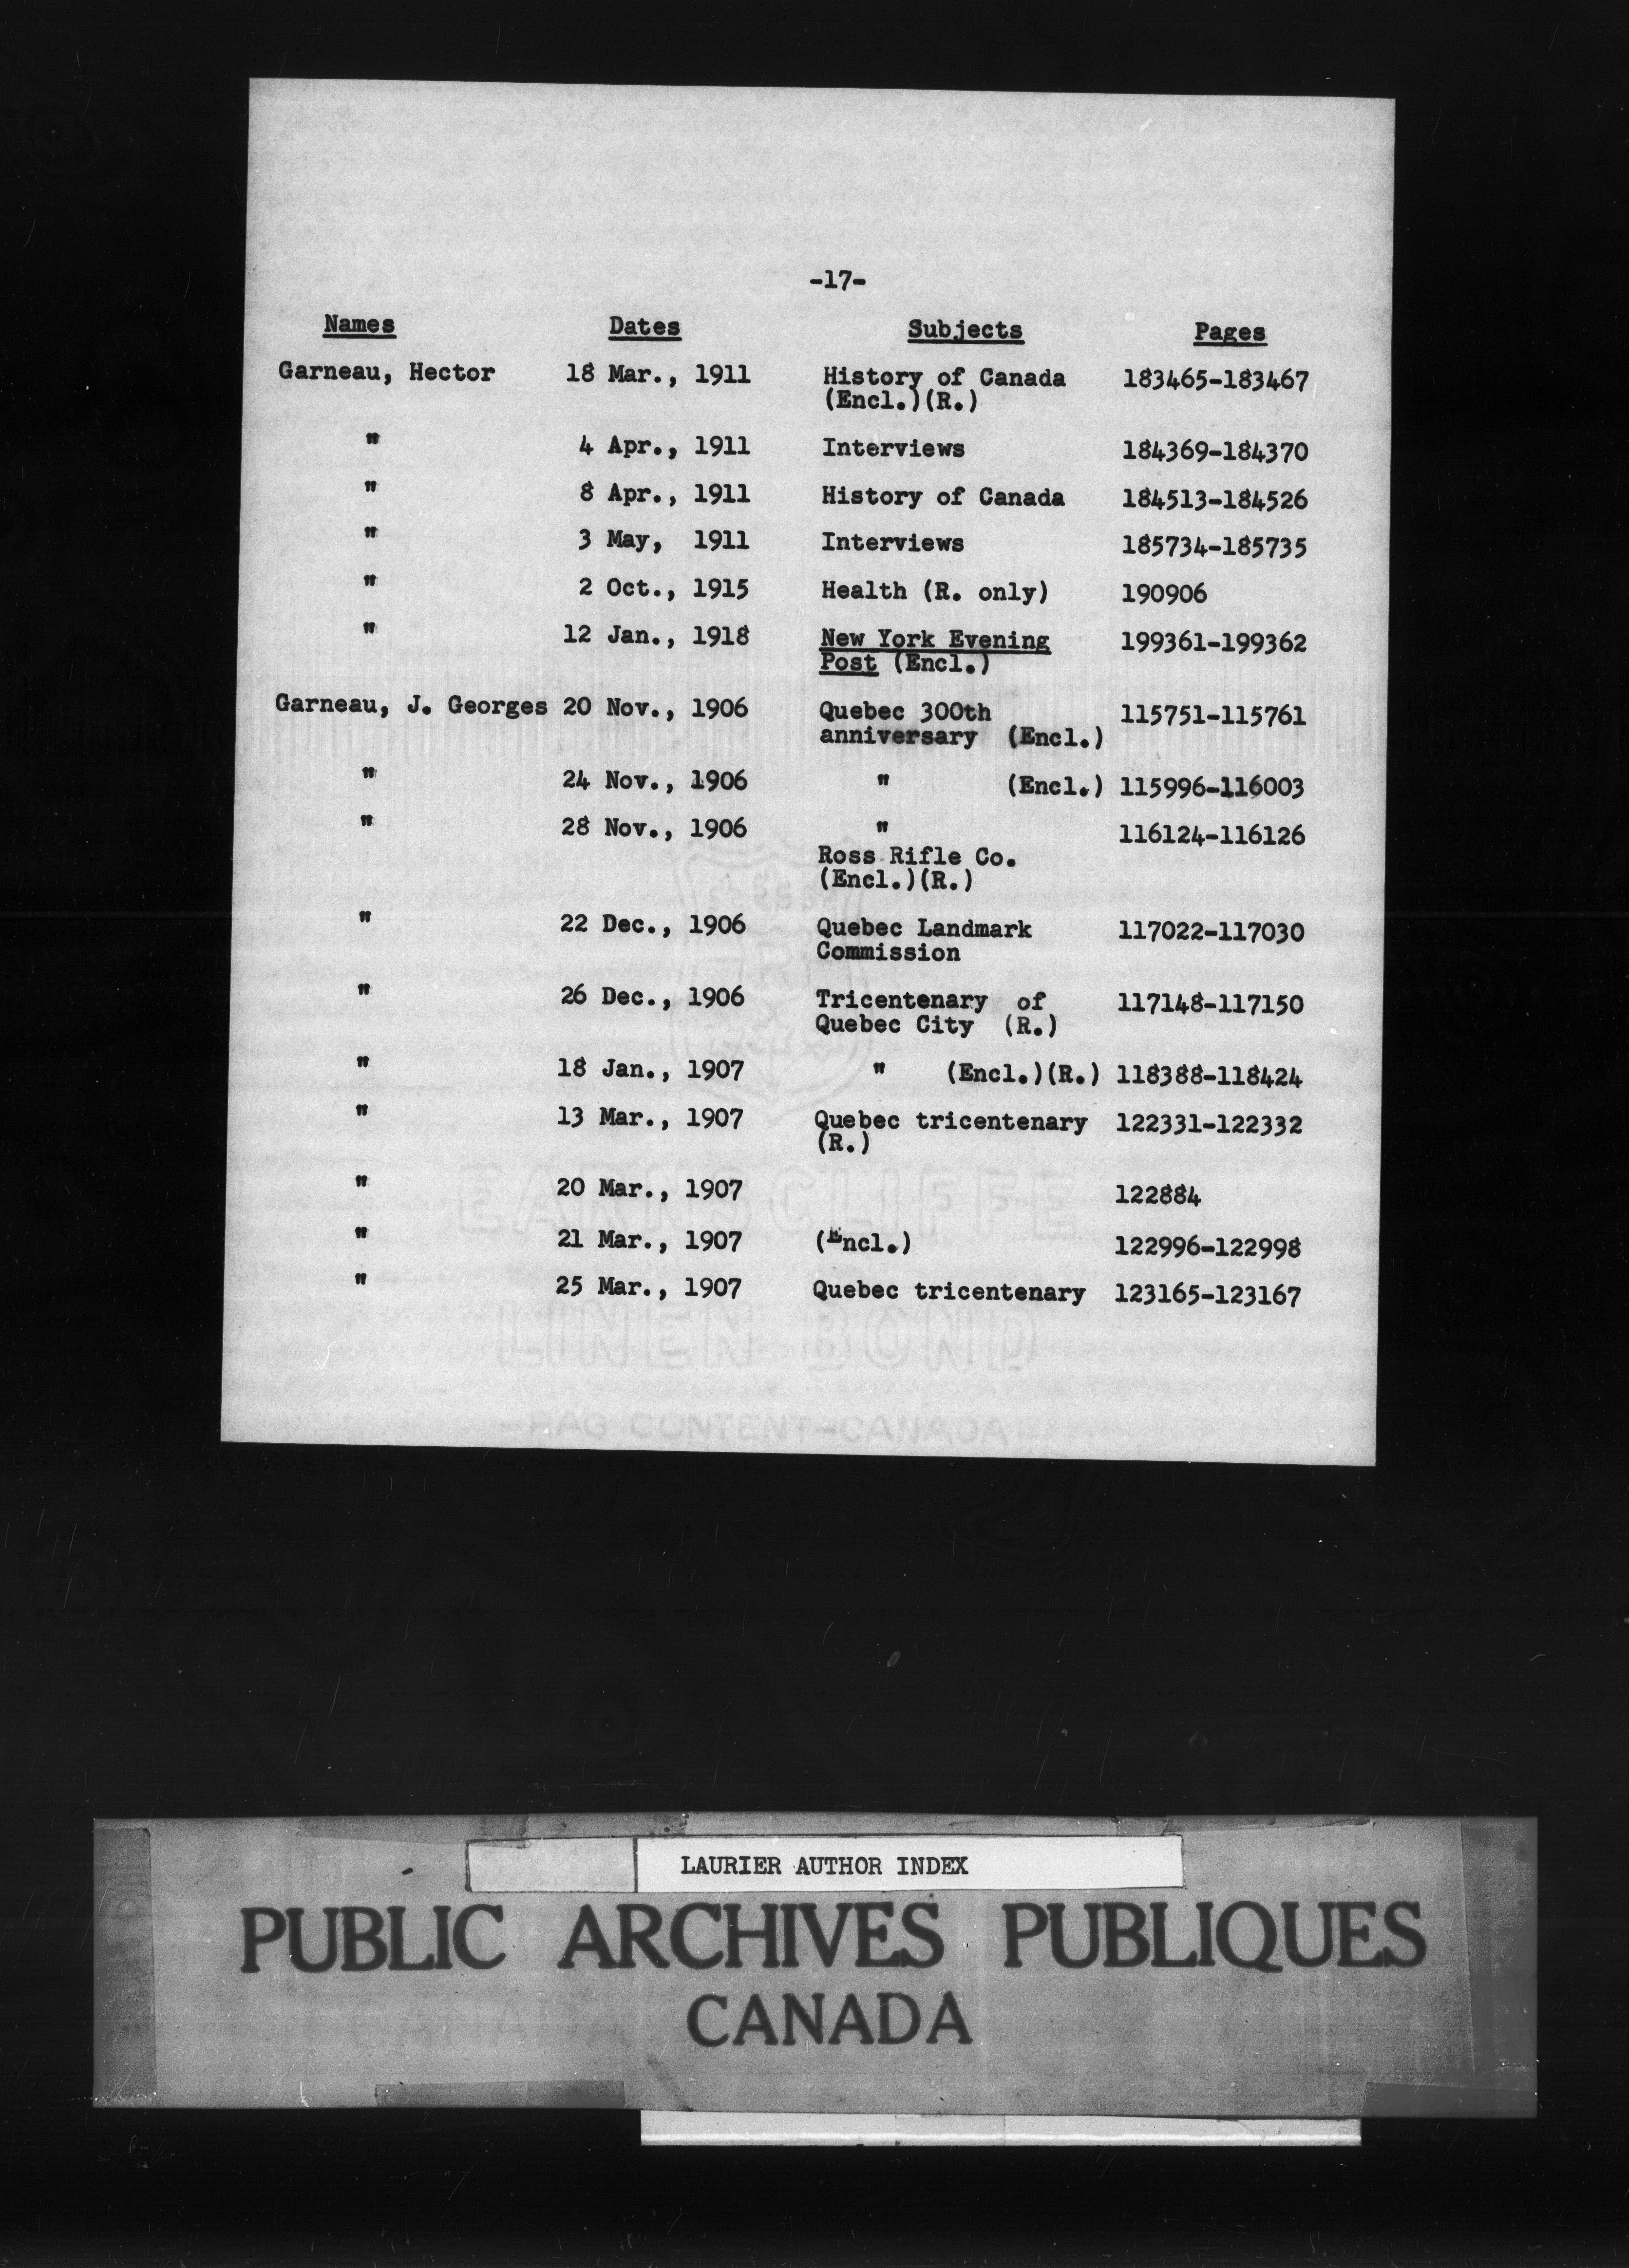 -17-
Names Dates Subjects Pages
Garneau, Hector 18 Mar., 1911 History of Canada 183465-183467
(Encl.)(R.)
" 4 Apr., 1911 Interviews 184369-184370
" 8 Apr., 1911 History of Canada 184513-184526
" 3 May, 1911 Interviews 185734-185735
" 2 Oct., 1915 Health (R. only) 190906
" 12 Jan., 1918 New York Evening 199361-199362
Post (Encl.)
Garneau, J. Georges 20 Nov., 1906 Quebec 300th 115751-115761
anniversary (Encl.)
" 24 Nov., 1906 " (Encl.) 115996-116003
" 28 Nov., 1906 " 116124-116126
Ross Rifle Co.
(Encl.)(R.)
" 22 Dec., 1906 Quebec Landmark 117022-117030
Commission
" 26 Dec., 1906 Tricentenary of 117148-117150
Quebec City (R.)
" 18 Jan., 1907 " (Encl.)(R.) 118388-118424
" 13 Mar., 1907 Quebec tricentenary 122331-122332
(R.)
" 20 Mar., 1907 122884
" 21 Mar., 1907 (Encl.) 122996-122998
" 25 Mar., 1907 Quebec tricentenary 123165-123167
EARNSCLIFFE
LINEN BOND
-RAG CONTENT-CANADA-
LAURIER AUTHOR INDEX
PUBLIC ARCHIVES PUBLIQUES
CANADA